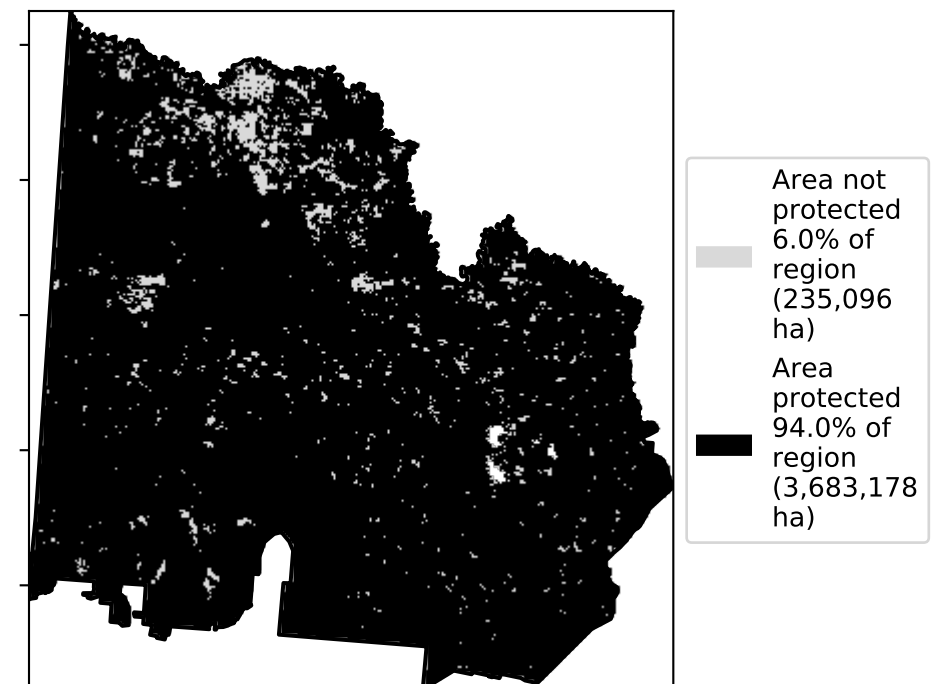 Area not
protected
6.0% of
region
(235,096
ha)
Area
protected
94.0% of
region
(3,683,178
ha)